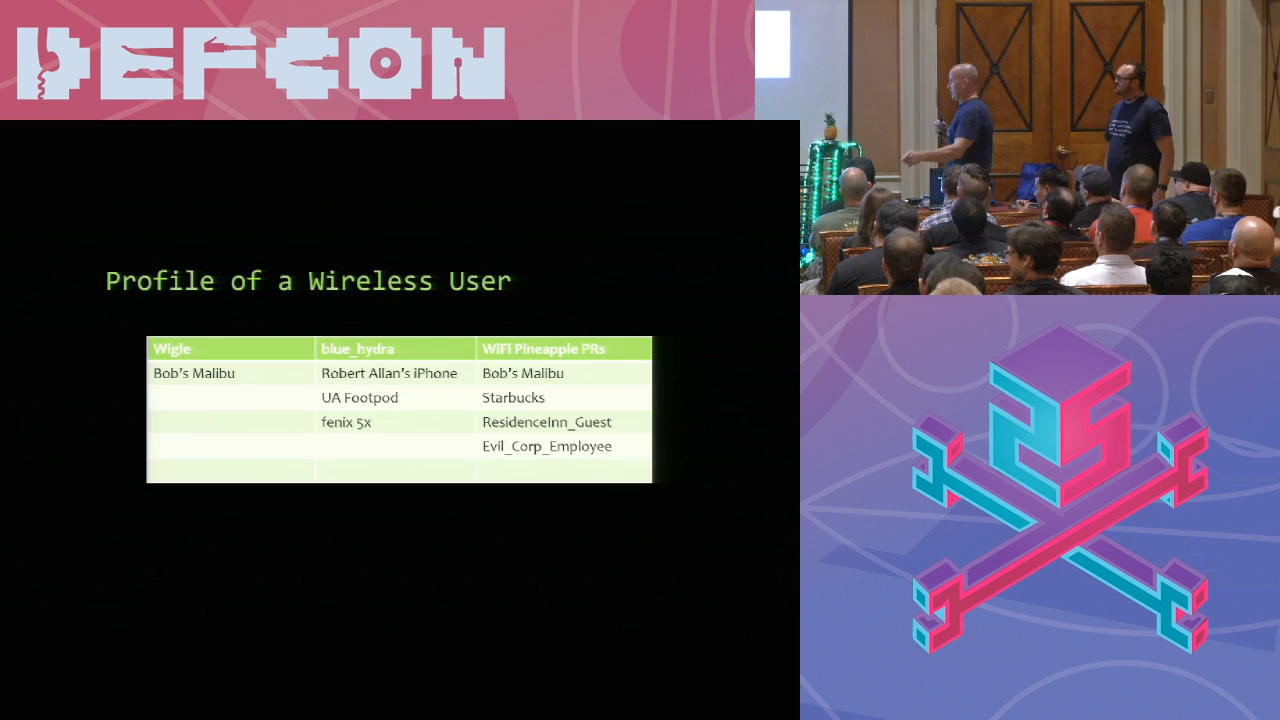 DEFCON
Profile of a Wireless User
Wigle blue_hydra WiFi Pineapple PRs
Bob's Malibu Robert Allan's iPhone Bob's Malibu
UA Footpod Starbucks
fenix 5x ResidenceInn_Guest
Evil_Corp_Employee